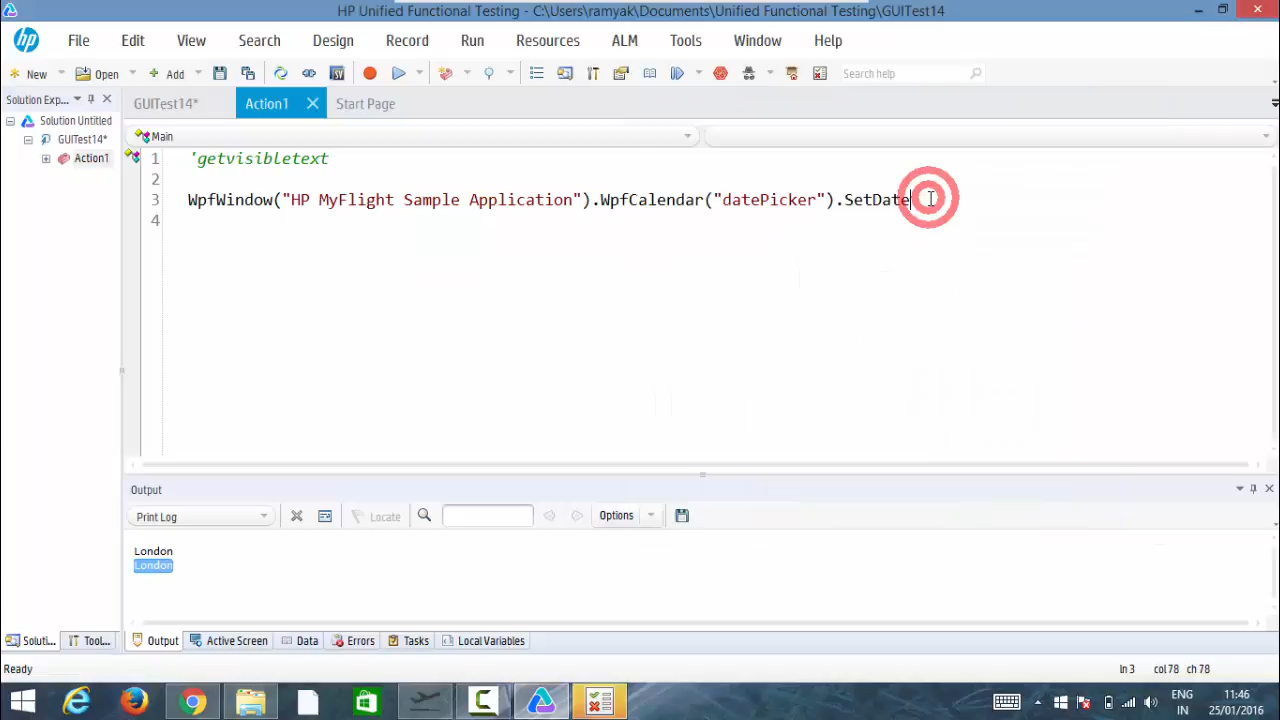 HP Unified Functional Testing - C:\Users\ramyak\Documents\Unified Functional Testing\GUITest14
hp File Edit View Search Design Record Run Resources ALM Tools Window Help
New Open Add Search help
Solution Exp... GUITest14* Action1 Start Page
Solution Untitled
GUITest14*
Action1
Main
1 'getvisibletext
2
3 WpfWindow("HP MyFlight Sample Application").WpfCalendar("datePicker").SetDate
4
Output
Print Log Locate Options
London
London
Soluti... Tool... Output Active Screen Data Errors Tasks Local Variables
Ready ln 3 col 78 ch 78
ENG 11:46
IN 25/01/2016